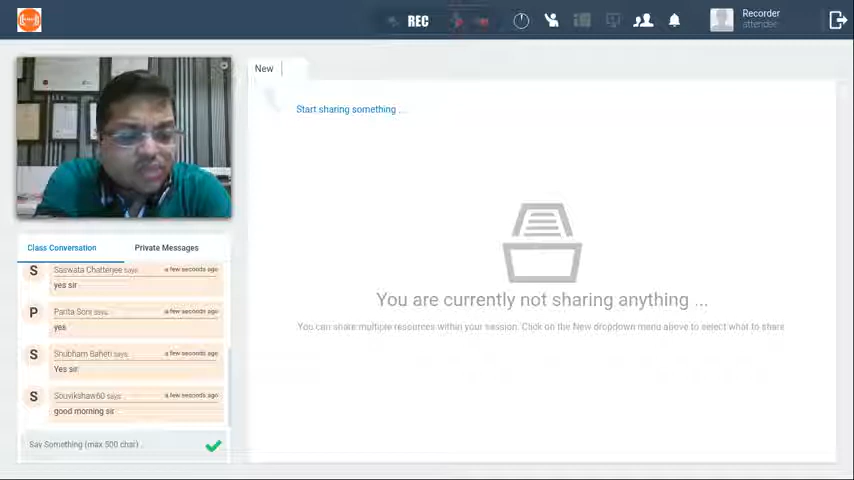 REC
Recorder
attendee
New
Start sharing something ...
Class Conversation
Private Messages
S
Saswata Chatterjee says:
a few seconds ago
yes sir
P
Parita Soni says:
a few seconds ago
yes
S
Shubham Baheti says:
a few seconds ago
Yes sir
S
Souvikshaw60 says:
a few seconds ago
good morning sir
Say Something (max 500 char) ..
You are currently not sharing anything ...
You can share multiple resources within your session. Click on the New dropdown menu above to select what to share.